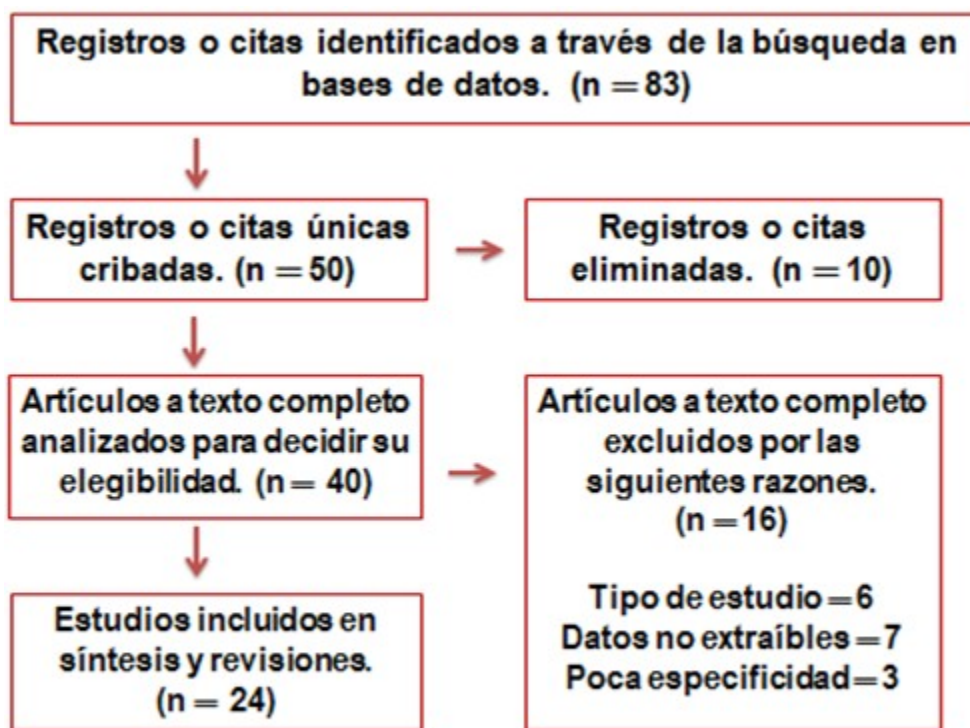 Registros o citas identificados a través de la búsqueda en
bases de datos. (n = 83)
Registros o citas únicas
cribadas. (n = 50)
Registros o citas
eliminadas. (n = 10)
Artículos a texto completo
analizados para decidir su
elegibilidad. (n = 40)
Artículos a texto completo
excluidos por las
siguientes razones.
(n = 16)
Tipo de estudio = 6
Datos no extraíbles = 7
Poca especificidad = 3
Estudios incluidos en
síntesis y revisiones.
(n = 24)